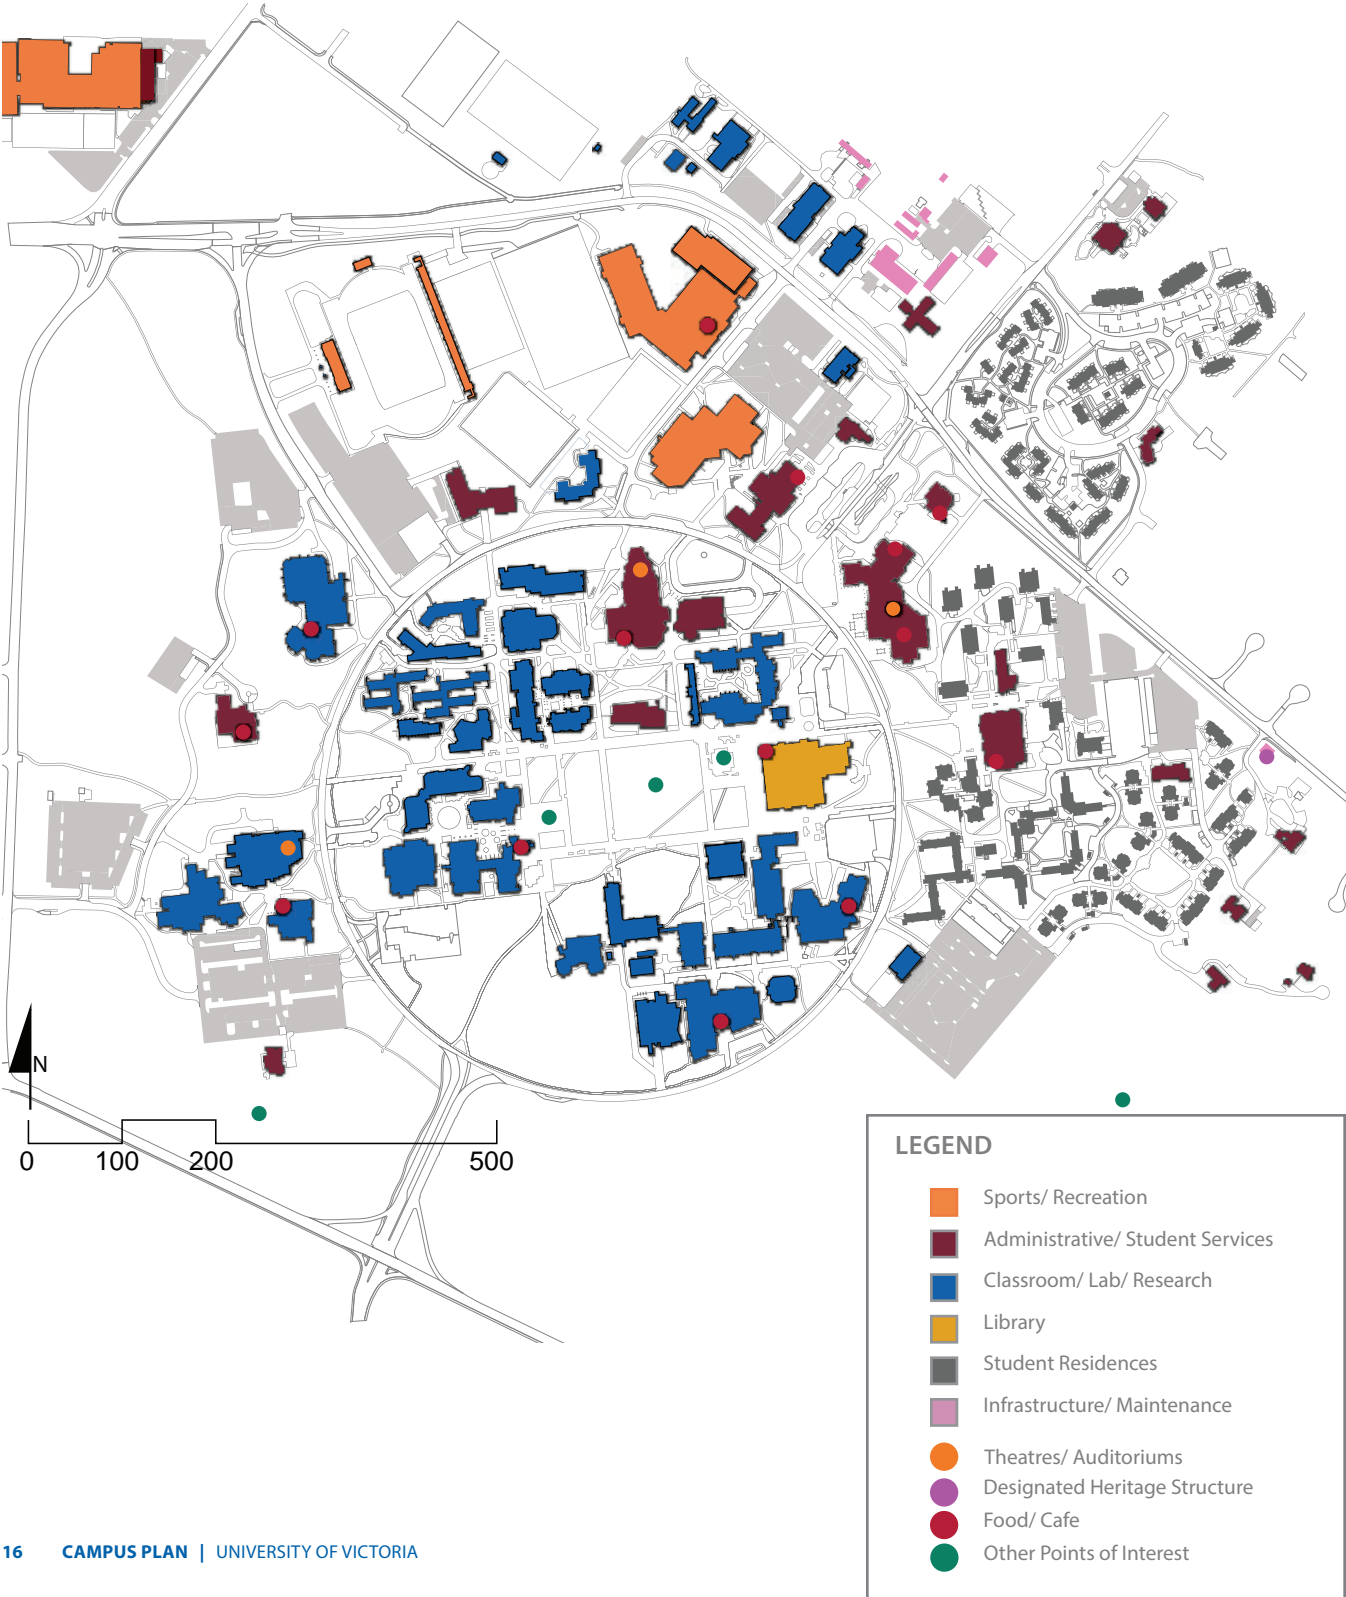 N
0 100 200 500
LEGEND
Sports/ Recreation
Administrative/ Student Services
Classroom/ Lab/ Research
Library
Student Residences
Infrastructure/ Maintenance
Theatres/ Auditoriums
Designated Heritage Structure
Food/ Cafe
Other Points of Interest
16 CAMPUS PLAN | UNIVERSITY OF VICTORIA